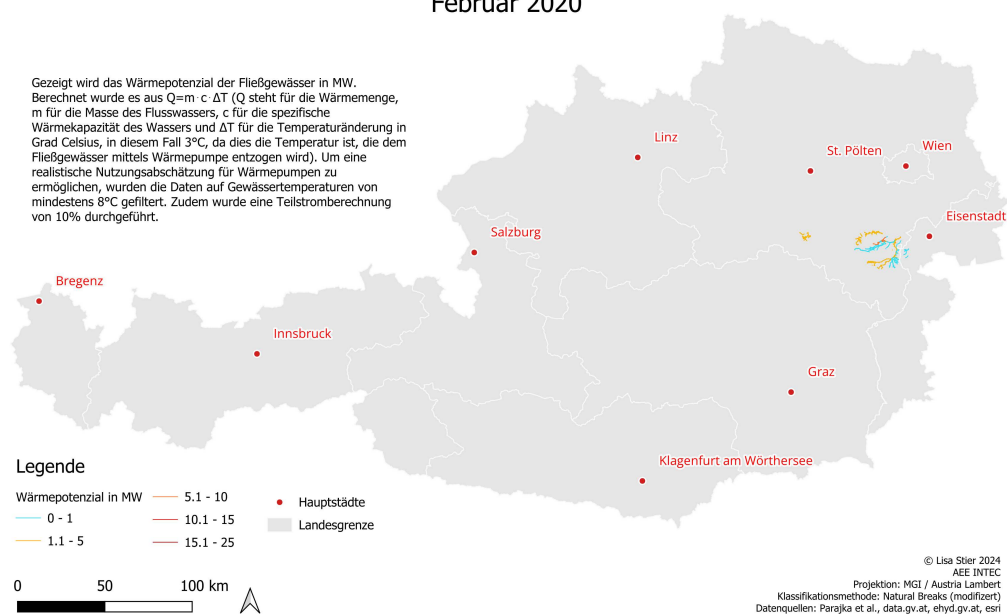 Februar 2020
Gezeigt wird das Wärmepotenzial der Fließgewässer in MW.
Berechnet wurde es aus Q=m·c·ΔT (Q steht für die Wärmemenge,
m für die Masse des Flusswassers, c für die spezifische
Wärmekapazität des Wassers und ΔT für die Temperaturänderung in
Grad Celsius, in diesem Fall 3°C, da dies die Temperatur ist, die dem
Fließgewässer mittels Wärmepumpe entzogen wird). Um eine
realistische Nutzungsabschätzung für Wärmepumpen zu
ermöglichen, wurden die Daten auf Gewässertemperaturen von
mindestens 8°C gefiltert. Zudem wurde eine Teilstromberechnung
von 10% durchgeführt.
Linz
St. Pölten
Wien
Eisenstadt
Salzburg
Bregenz
Innsbruck
Graz
Klagenfurt am Wörthersee
Legende
Wärmepotenzial in MW
0 - 1
1.1 - 5
5.1 - 10
10.1 - 15
15.1 - 25
Hauptstädte
Landesgrenze
0 50 100 km
© Lisa Stier 2024
AEE INTEC
Projektion: MGI / Austria Lambert
Klassifikationsmethode: Natural Breaks (modifizert)
Datenquellen: Parajka et al., data.gv.at, ehyd.gv.at, esri